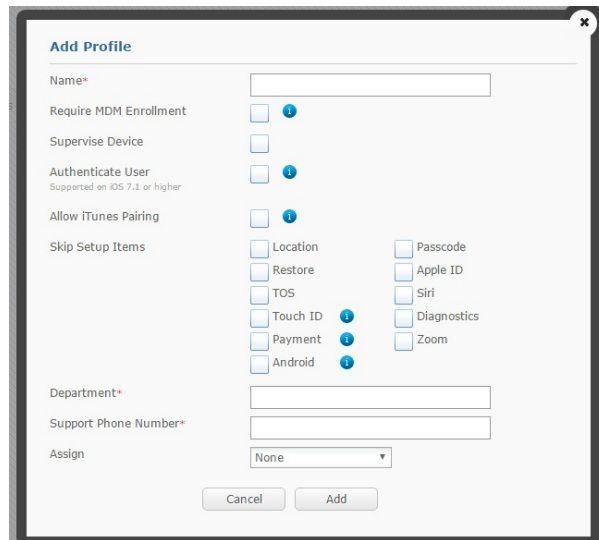 Add Profile
Name*
Require MDM Enrollment
Supervise Device
Authenticate User
Supported on iOS 7.1 or higher
Allow iTunes Pairing
Skip Setup Items
Location Passcode
Restore Apple ID
TOS Siri
Touch ID Diagnostics
Payment Zoom
Android
Department*
Support Phone Number*
Assign None
Cancel Add